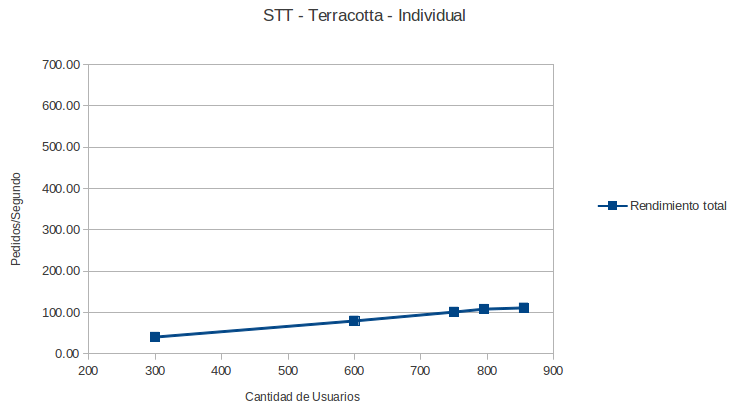 STT - Terracotta - Individual
700.00
600.00
500.00
400.00
300.00
200.00
100.00
0.00
Pedidos/Segundo
200 300 400 500 600 700 800 900
Cantidad de Usuarios
Rendimiento total